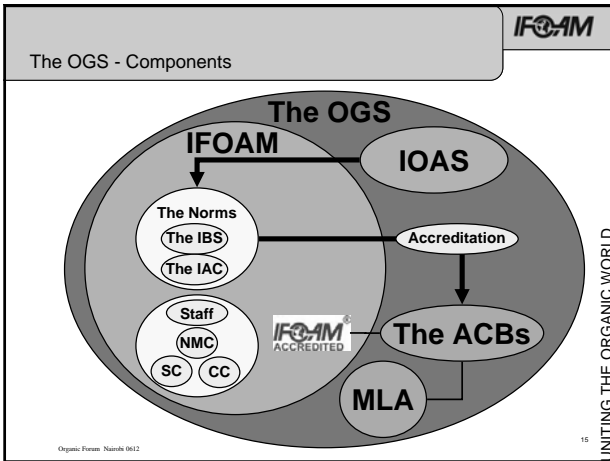 IFOAM
The OGS - Components
The OGS
IFOAM
IOAS
The Norms
The IBS
The IAC
Accreditation
Staff
NMC
SC
CC
IFOAM
ACCREDITED
®
The ACBs
MLA
UNITING THE ORGANIC WORLD
Organic Forum Nairobi 0612
15